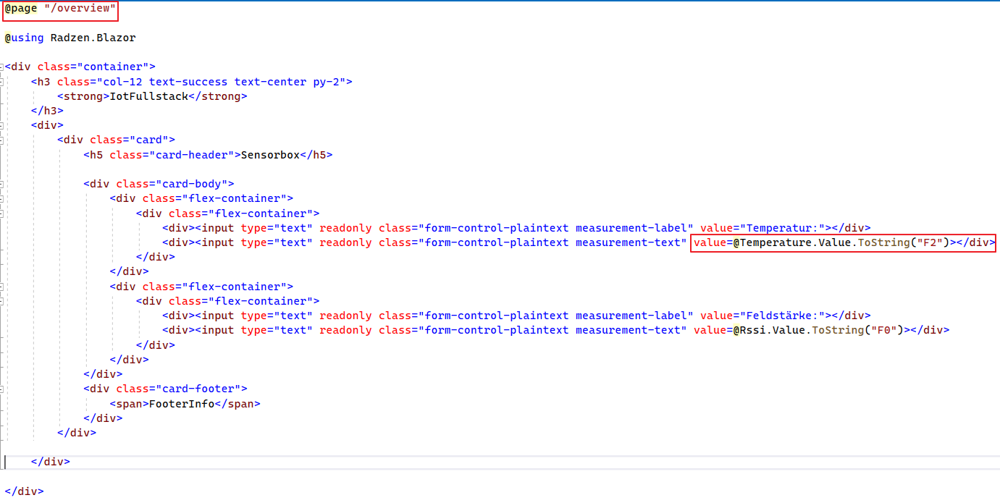 @page "/overview"
@using Radzen.Blazor
<div class="container">
<h3 class="col-12 text-success text-center py-2">
<strong>IotFullstack</strong>
</h3>
<div>
<div class="card">
<h5 class="card-header">Sensorbox</h5>
<div class="card-body">
<div class="flex-container">
<div class="flex-container">
<div><input type="text" readonly class="form-control-plaintext measurement-label" value="Temperatur:"></div>
<div><input type="text" readonly class="form-control-plaintext measurement-text" value=@Temperature.Value.ToString("F2")></div>
</div>
</div>
<div class="flex-container">
<div class="flex-container">
<div><input type="text" readonly class="form-control-plaintext measurement-label" value="Feldstärke:"></div>
<div><input type="text" readonly class="form-control-plaintext measurement-text" value=@Rssi.Value.ToString("F0")></div>
</div>
</div>
</div>
<div class="card-footer">
<span>FooterInfo</span>
</div>
</div>
</div>
</div>